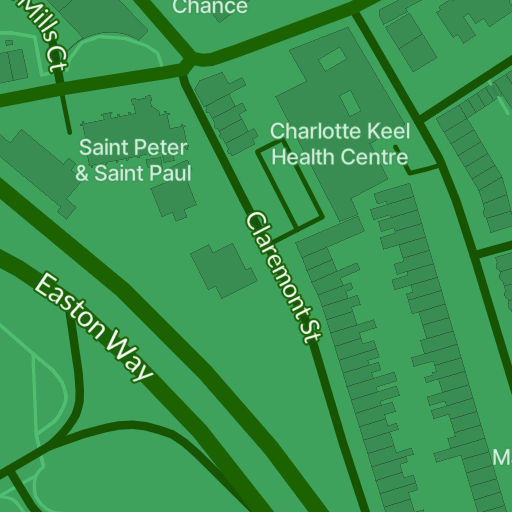 Chance
Mills Ct
Charlotte Keel
Health Centre
Saint Peter
& Saint Paul
Claremont St
Easton Way